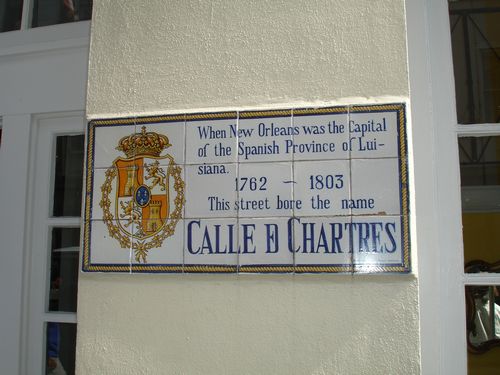 When New Orleans was the Capital
of the Spanish Province of Lui-
siana.
1762 - 1803
This street bore the name
CALLE D CHARTRES